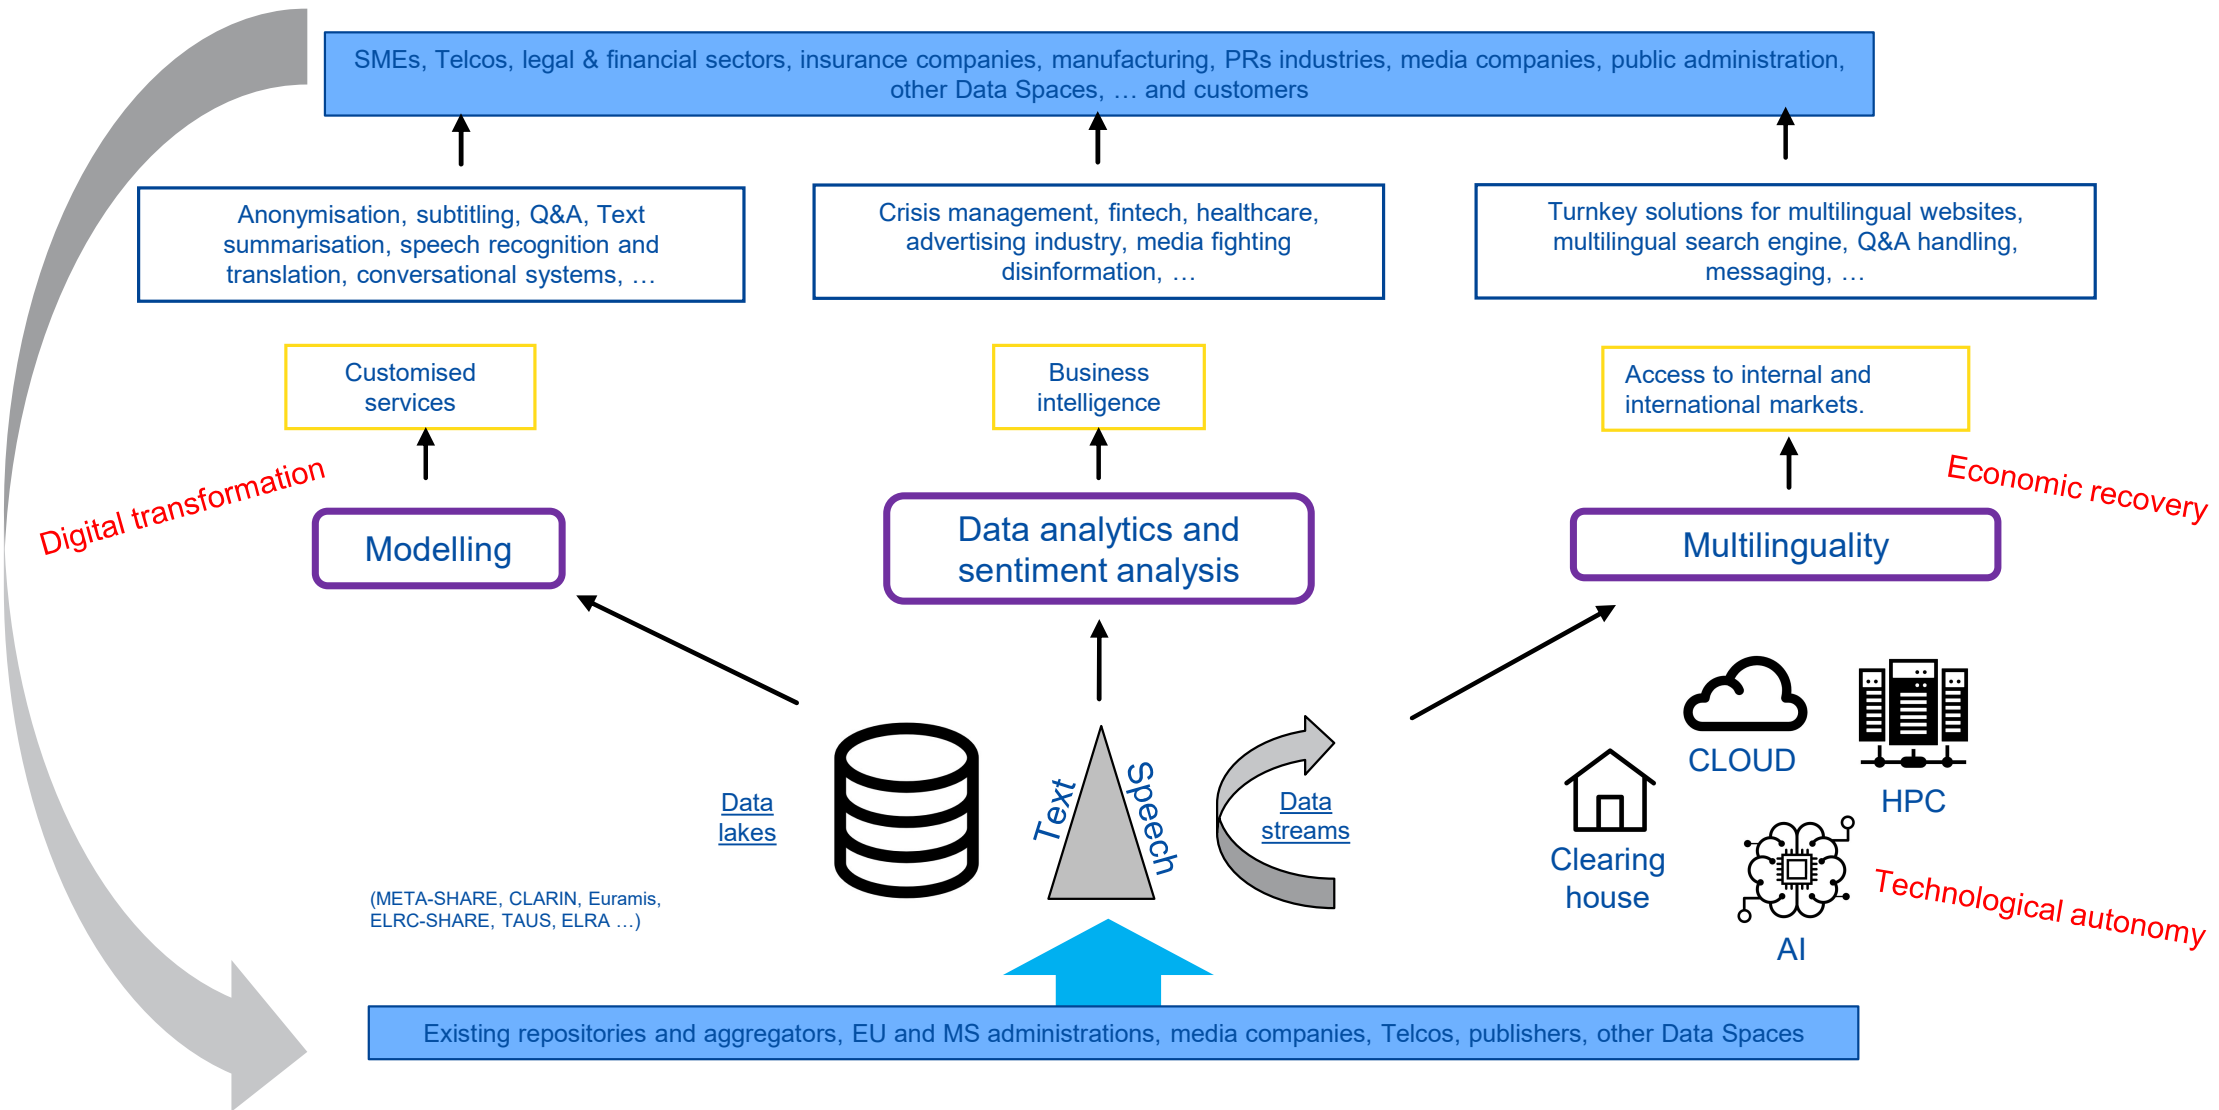 SMEs, Telcos, legal & financial sectors, insurance companies, manufacturing, PRs industries, media companies, public administration,
other Data Spaces, … and customers
Anonymisation, subtitling, Q&A, Text
summarisation, speech recognition and
translation, conversational systems, …
Crisis management, fintech, healthcare,
advertising industry, media fighting
disinformation, …
Turnkey solutions for multilingual websites,
multilingual search engine, Q&A handling,
messaging, …
Customised
services
Business
intelligence
Access to internal and
international markets.
Digital transformation
Economic recovery
Modelling
Data analytics and
sentiment analysis
Multilinguality
Data
lakes
Text
Speech
Data
streams
CLOUD
HPC
Clearing
house
AI
Technological autonomy
(META-SHARE, CLARIN, Euramis,
ELRC-SHARE, TAUS, ELRA …)
Existing repositories and aggregators, EU and MS administrations, media companies, Telcos, publishers, other Data Spaces